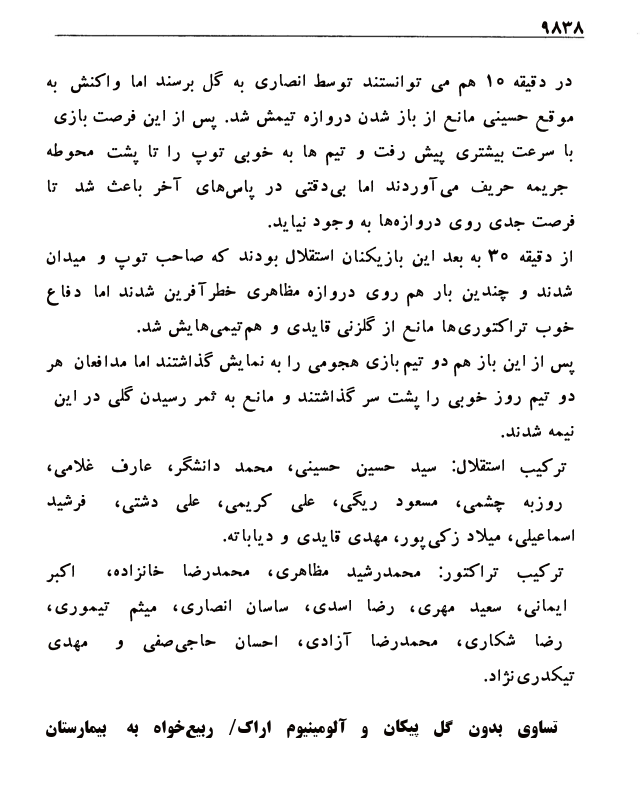 ۹۸۳۸
در دقیقه ۱۰ هم می توانستند توسط انصاری به گل برسند اما واکنش به
موقع حسینی مانع از باز شدن دروازه تیمش شد. پس از این فرصت بازی
با سرعت بیشتری پیش رفت و تیم ها به خوبی توپ را تا پشت محوطه
جریمه حریف می‌آوردند اما بی‌دقتی در پاس‌های آخر باعث شد تا
فرصت جدی روی دروازه‌ها به وجود نیاید.
از دقیقه ۳۰ به بعد این بازیکنان استقلال بودند که صاحب توپ و میدان
شدند و چندین بار هم روی دروازه مظاهری خطرآفرین شدند اما دفاع
خوب تراکتوری‌ها مانع از گلزنی قایدی و هم‌تیمی‌هایش شد.
پس از این باز هم دو تیم بازی هجومی را به نمایش گذاشتند اما مدافعان هر
دو تیم روز خوبی را پشت سر گذاشتند و مانع به ثمر رسیدن گلی در این
نیمه شدند.
ترکیب استقلال: سید حسین حسینی، محمد دانشگر، عارف غلامی،
روزبه چشمی، مسعود ریگی، علی کریمی، علی دشتی، فرشید
اسماعیلی، میلاد زکی‌پور، مهدی قایدی و دیاباته.
ترکیب تراکتور: محمدرشید مظاهری، محمدرضا خانزاده، اکبر
ایمانی، سعید مهری، رضا اسدی، ساسان انصاری، میثم تیموری،
رضا شکاری، محمدرضا آزادی، احسان حاجی‌صفی و مهدی
تیکدری‌نژاد.
تساوی بدون گل پیکان و آلومینیوم اراک/ ربیع‌خواه به بیمارستان